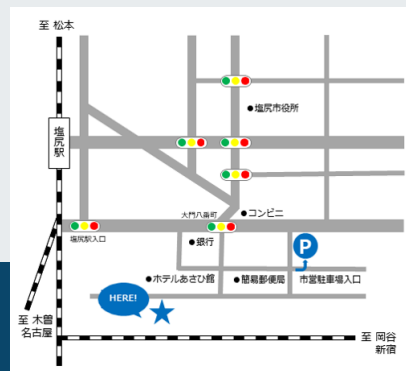 至 松本
塩尻駅
●塩尻市役所
大門八番町
●コンビニ
塩尻駅入口
●銀行
P
●ホテルあさひ館
●簡易郵便局
市営駐車場入口
HERE!
至 木曽
名古屋
至 岡谷
新宿